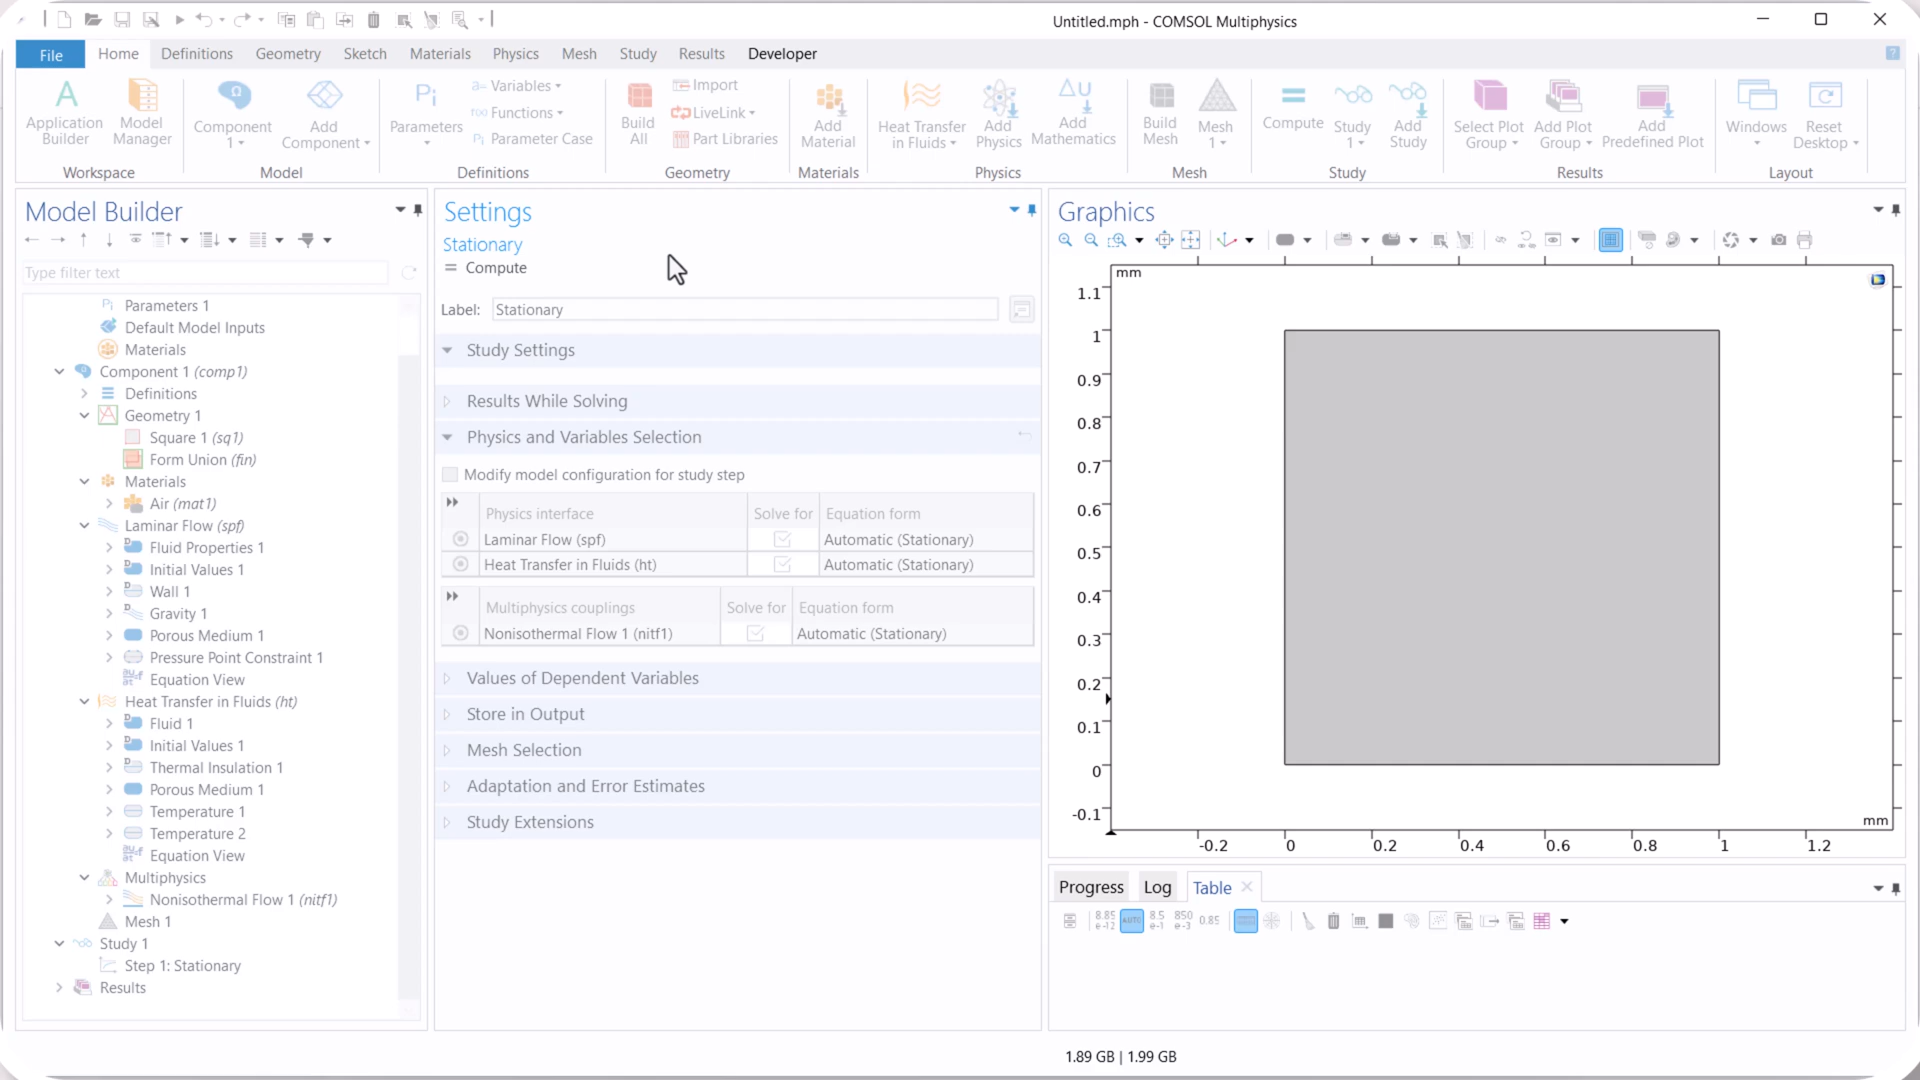 Untitled.mph - COMSOL Multiphysics
File Home Definitions Geometry Sketch Materials Physics Mesh Study Results Developer
Application Builder
Model Manager
Component 1
Add Component
Parameters
a= Variables
f(x) Functions
Pi Parameter Case
Build All
Import
LiveLink
Part Libraries
Add Material
Heat Transfer in Fluids
Add Physics
Add Mathematics
Build Mesh
Mesh 1
Compute
Study 1
Add Study
Select Plot Group
Add Plot Group
Add Predefined Plot
Windows
Reset Desktop
Workspace Model Definitions Geometry Materials Physics Mesh Study Results Layout
Model Builder
Type filter text
Parameters 1
Default Model Inputs
Materials
Component 1 (comp1)
Definitions
Geometry 1
Square 1 (sq1)
Form Union (fin)
Materials
Air (mat1)
Laminar Flow (spf)
Fluid Properties 1
Initial Values 1
Wall 1
Gravity 1
Porous Medium 1
Pressure Point Constraint 1
Equation View
Heat Transfer in Fluids (ht)
Fluid 1
Initial Values 1
Thermal Insulation 1
Porous Medium 1
Temperature 1
Temperature 2
Equation View
Multiphysics
Nonisothermal Flow 1 (nitf1)
Mesh 1
Study 1
Step 1: Stationary
Results
Settings
Stationary
= Compute
Label: Stationary
Study Settings
Results While Solving
Physics and Variables Selection
Modify model configuration for study step
Physics interface Solve for Equation form
Laminar Flow (spf) Automatic (Stationary)
Heat Transfer in Fluids (ht) Automatic (Stationary)
Multiphysics couplings Solve for Equation form
Nonisothermal Flow 1 (nitf1) Automatic (Stationary)
Values of Dependent Variables
Store in Output
Mesh Selection
Adaptation and Error Estimates
Study Extensions
Graphics
mm
1.1
1
0.9
0.8
0.7
0.6
0.5
0.4
0.3
0.2
0.1
0
-0.1
mm
-0.2 0 0.2 0.4 0.6 0.8 1 1.2
Progress Log Table
8.85 e-12 AUTO 8.5 e-1 850 e-3 0.85
1.89 GB | 1.99 GB